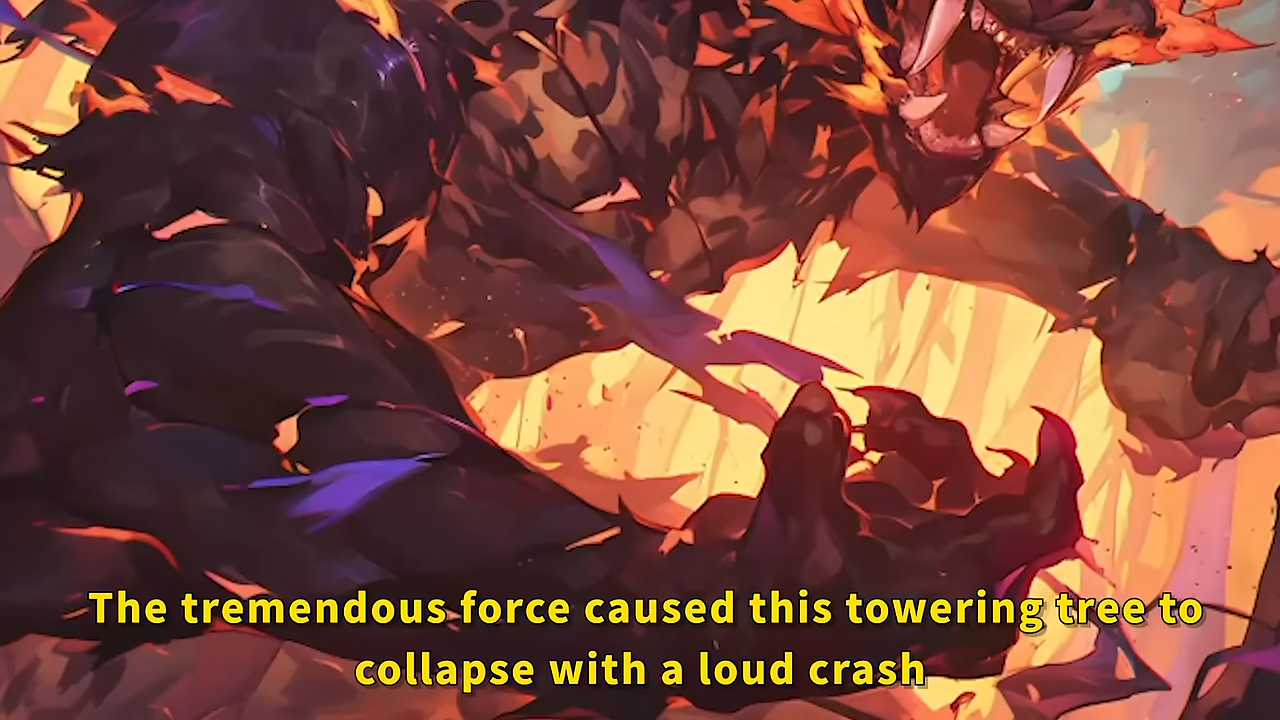 The tremendous force caused this towering tree to
collapse with a loud crash